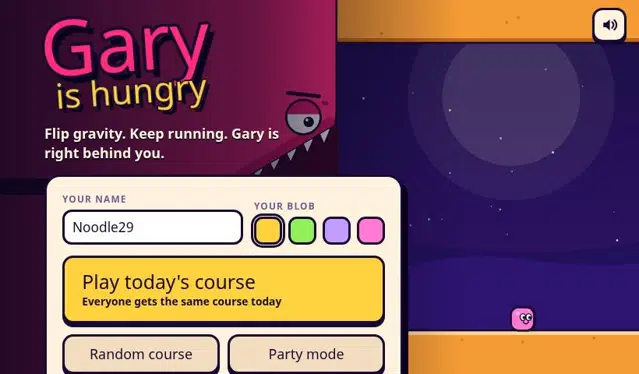 Gary
is hungry
Flip gravity. Keep running. Gary is
right behind you.
YOUR NAME
YOUR BLOB
Noodle29
Play today's course
Everyone gets the same course today
Random course
Party mode